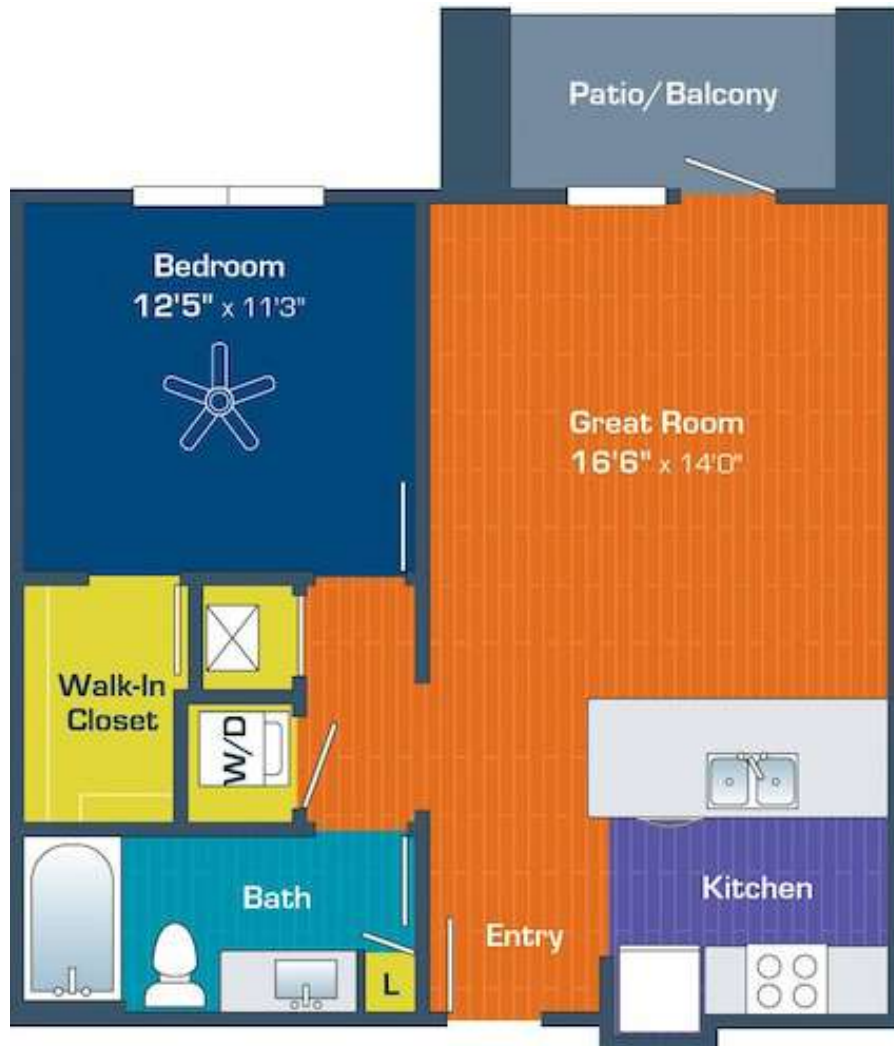 Patio/Balcony
Bedroom
12'5" x 11'3"
Great Room
16'6" x 14'0"
Walk-In
Closet
W/D
Kitchen
Bath
Entry
L